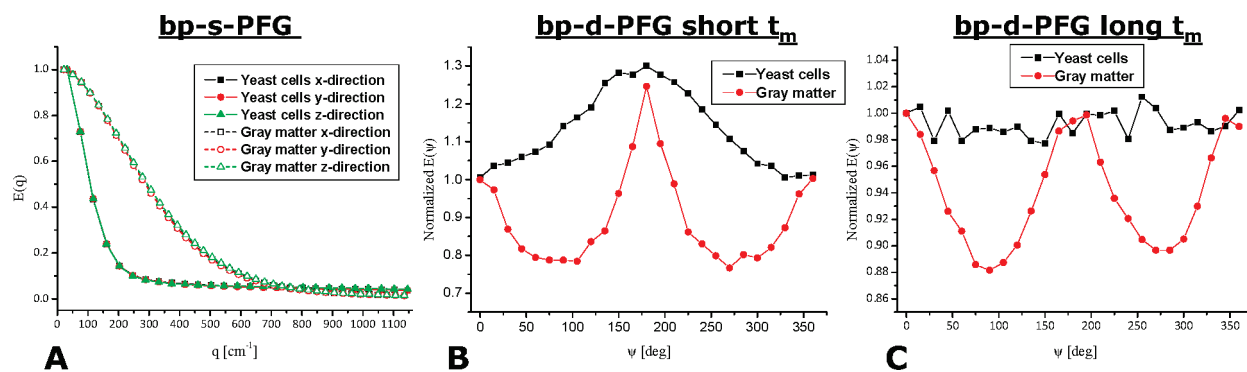 bp-s-PFG
bp-d-PFG short tm
bp-d-PFG long tm
E(q)
1.0
0.8
0.6
0.4
0.2
0.0
Yeast cells x-direction
Yeast cells y-direction
Yeast cells z-direction
Gray matter x-direction
Gray matter y-direction
Gray matter z-direction
0 100 200 300 400 500 600 700 800 900 1000 1100
q [cm-1]
A
Normalized E(ψ)
1.3
1.2
1.1
1.0
0.9
0.8
0.7
Yeast cells
Gray matter
0 50 100 150 200 250 300 350
ψ [deg]
B
Normalized E(ψ)
1.04
1.02
1.00
0.98
0.96
0.94
0.92
0.90
0.88
0.86
Yeast cells
Gray matter
0 50 100 150 200 250 300 350
ψ [deg]
C